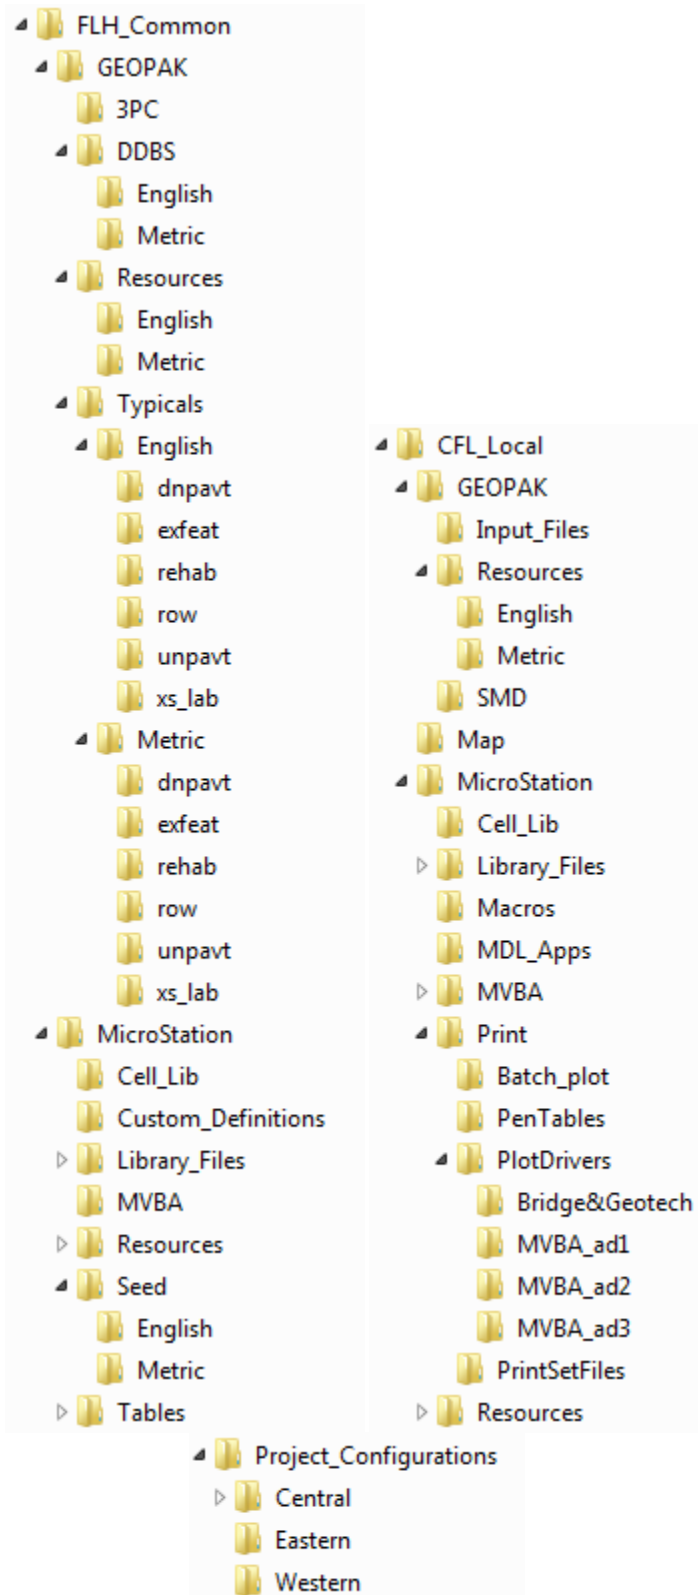 FLH_Common
GEOPAK
3PC
DDBS
English
Metric
Resources
English
Metric
Typicals
English
dnpavt
exfeat
rehab
row
unpavt
xs_lab
Metric
dnpavt
exfeat
rehab
row
unpavt
xs_lab
MicroStation
Cell_Lib
Custom_Definitions
Library_Files
MVBA
Resources
Seed
English
Metric
Tables
CFL_Local
GEOPAK
Input_Files
Resources
English
Metric
SMD
Map
MicroStation
Cell_Lib
Library_Files
Macros
MDL_Apps
MVBA
Print
Batch_plot
PenTables
PlotDrivers
Bridge&Geotech
MVBA_ad1
MVBA_ad2
MVBA_ad3
PrintSetFiles
Resources
Project_Configurations
Central
Eastern
Western